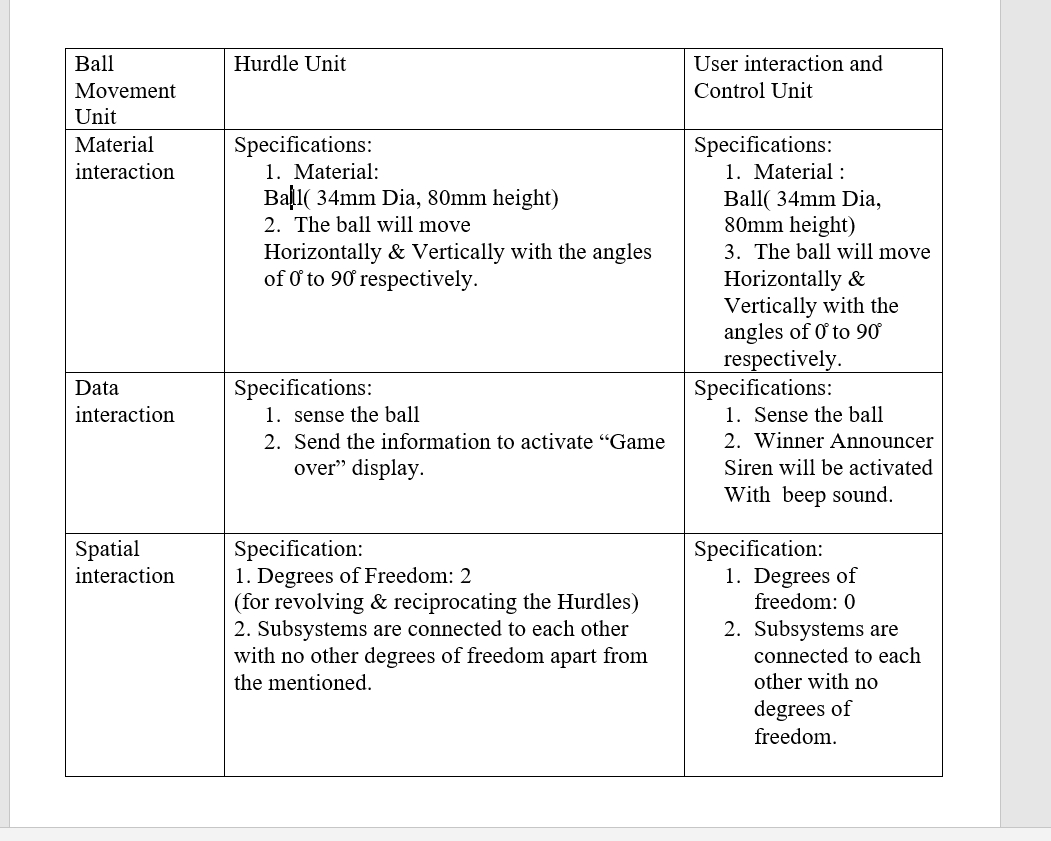 Ball
Movement
Unit
Hurdle Unit
User interaction and
Control Unit
Material
interaction
Specifications:
1. Material:
Ball( 34mm Dia, 80mm height)
2. The ball will move
Horizontally & Vertically with the angles
of 0̊ to 90̊ respectively.
Specifications:
1. Material :
Ball( 34mm Dia,
80mm height)
3. The ball will move
Horizontally &
Vertically with the
angles of 0̊ to 90̊
respectively.
Data
interaction
Specifications:
1. sense the ball
2. Send the information to activate “Game
over” display.
Specifications:
1. Sense the ball
2. Winner Announcer
Siren will be activated
With beep sound.
Spatial
interaction
Specification:
1. Degrees of Freedom: 2
(for revolving & reciprocating the Hurdles)
2. Subsystems are connected to each other
with no other degrees of freedom apart from
the mentioned.
Specification:
1. Degrees of
freedom: 0
2. Subsystems are
connected to each
other with no
degrees of
freedom.